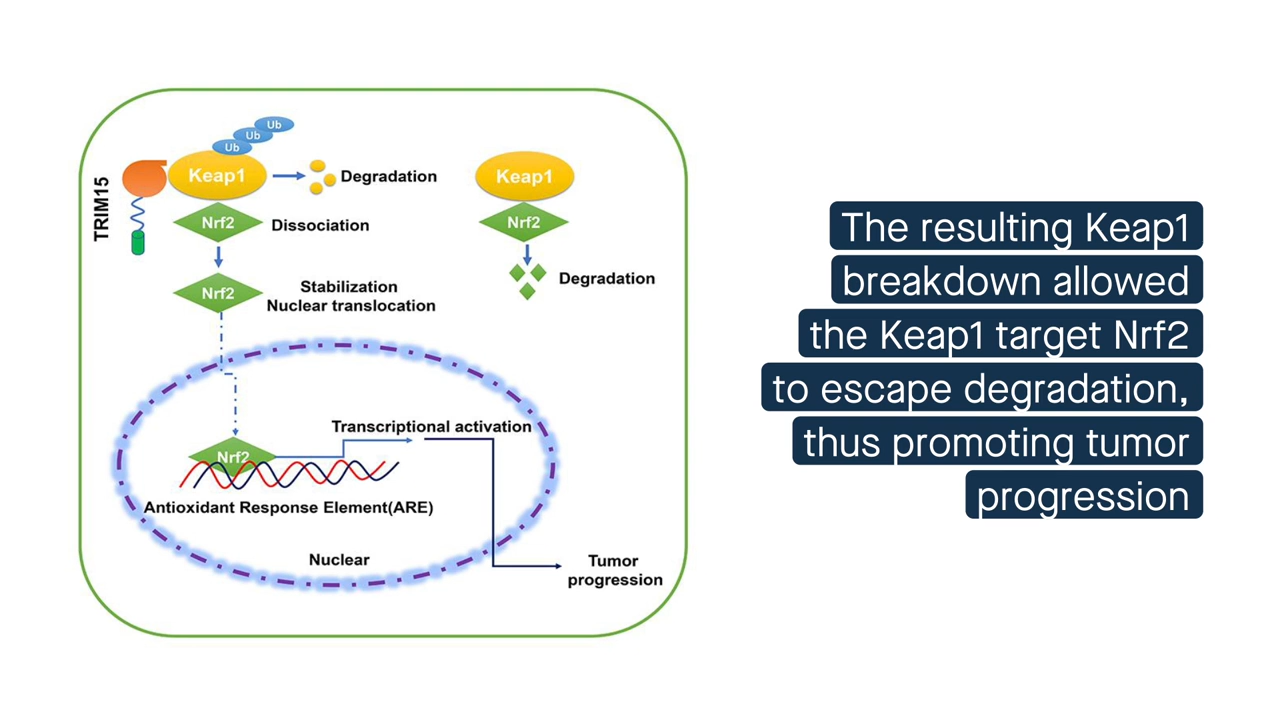 Ub
Ub
Ub
TRIM15
Keap1
Degradation
Nrf2
Dissociation
Nrf2
Stabilization
Nuclear translocation
Keap1
Nrf2
Degradation
Transcriptional activation
Nrf2
Antioxidant Response Element(ARE)
Nuclear
Tumor
progression
The resulting Keap1
breakdown allowed
the Keap1 target Nrf2
to escape degradation,
thus promoting tumor
progression